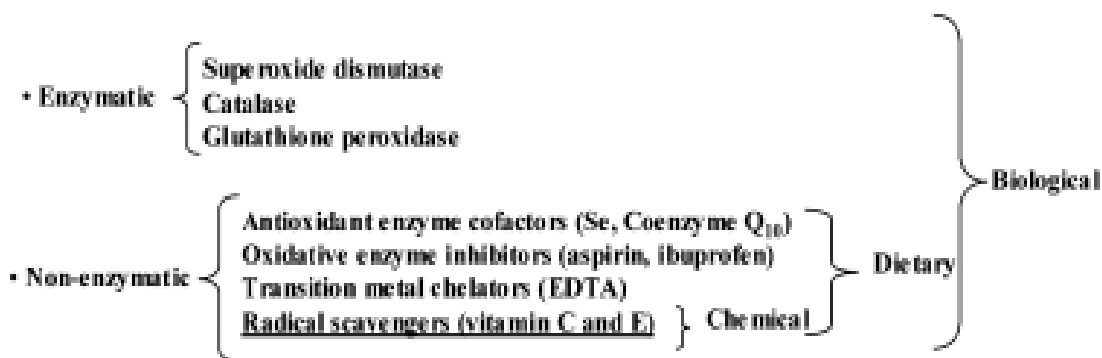 Superoxide dismutase
• Enzymatic
Catalase
Glutathione peroxidase
Biological
Antioxidant enzyme cofactors (Se, Coenzyme Q10)
Oxidative enzyme inhibitors (aspirin, ibuprofen)
• Non-enzymatic
Dietary
Transition metal chelators (EDTA)
Radical scavengers (vitamin C and E)
Chemical